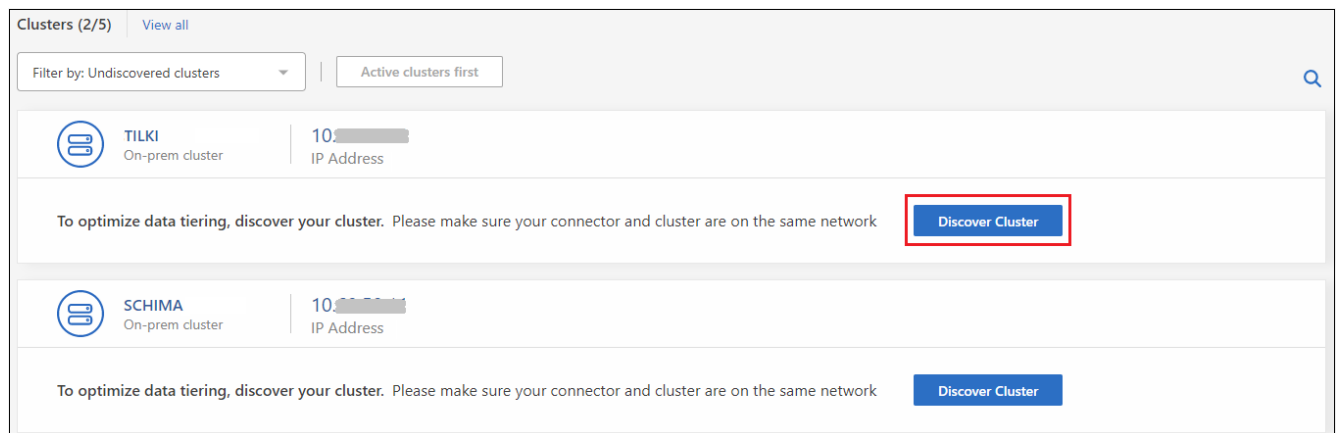 Clusters (2/5) View all
Filter by: Undiscovered clusters Active clusters first
TILKI 10.
On-prem cluster IP Address
To optimize data tiering, discover your cluster. Please make sure your connector and cluster are on the same network Discover Cluster
SCHIMA 10.
On-prem cluster IP Address
To optimize data tiering, discover your cluster. Please make sure your connector and cluster are on the same network Discover Cluster